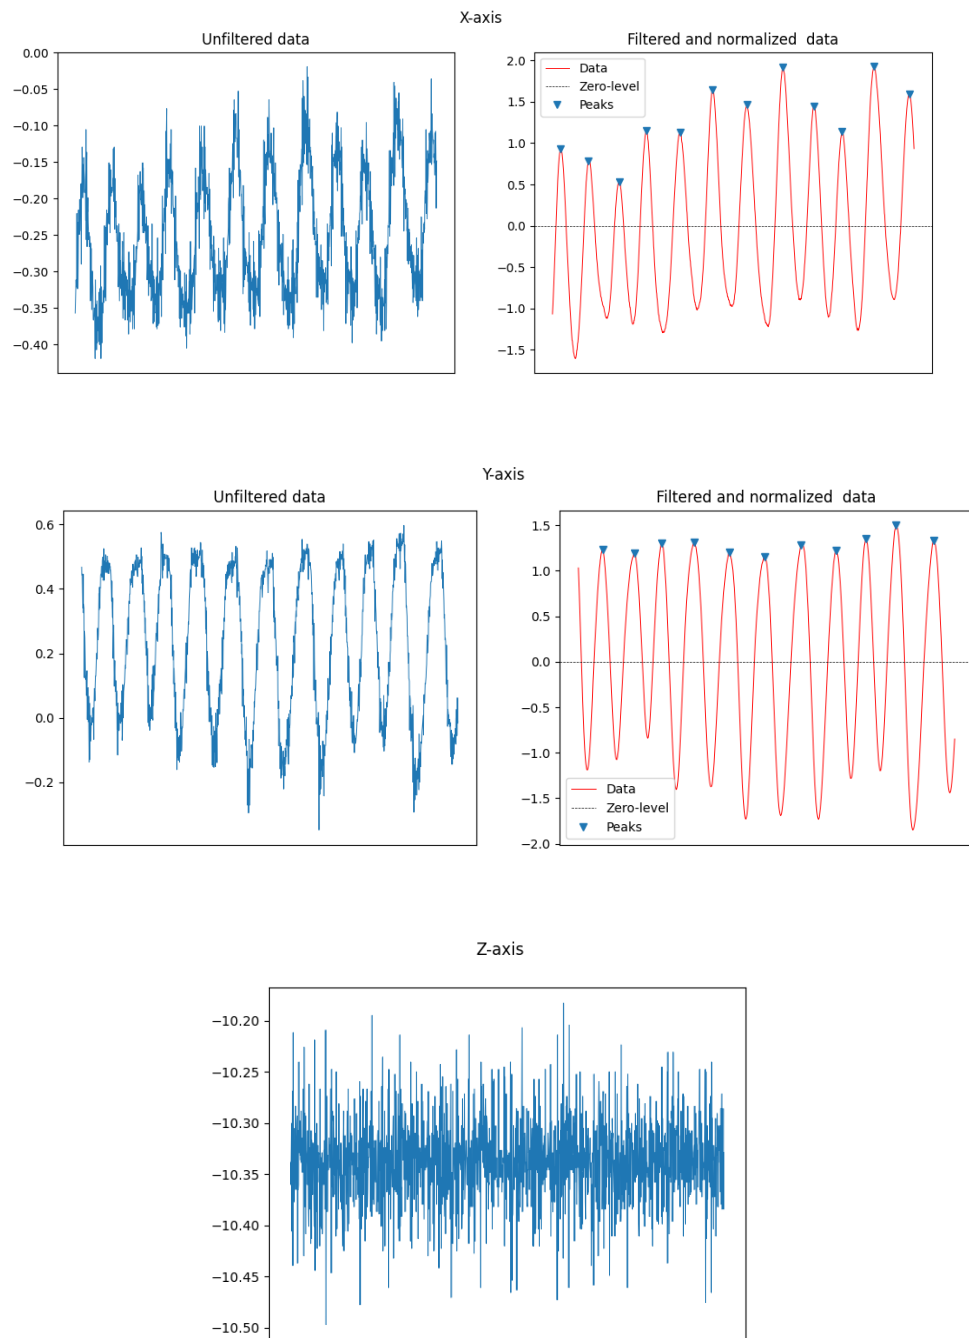 X-axis
Unfiltered data
0.00
−0.05
−0.10
−0.15
−0.20
−0.25
−0.30
−0.35
−0.40
Filtered and normalized  data
2.0
1.5
1.0
0.5
0.0
−0.5
−1.0
−1.5
Data
Zero-level
Peaks
Y-axis
Unfiltered data
0.6
0.4
0.2
0.0
−0.2
Filtered and normalized  data
1.5
1.0
0.5
0.0
−0.5
−1.0
−1.5
−2.0
Data
Zero-level
Peaks
Z-axis
−10.20
−10.25
−10.30
−10.35
−10.40
−10.45
−10.50